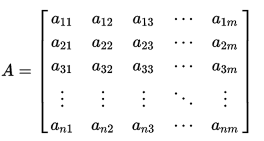 a₁₁ a₁₂ a₁₃ ⋯ a₁ₘ
a₂₁ a₂₂ a₂₃ ⋯ a₂ₘ
A = a₃₁ a₃₂ a₃₃ ⋯ a₃ₘ
⋮ ⋮ ⋮ ⋱ ⋮
aₙ₁ aₙ₂ aₙ₃ ⋯ aₙₘ